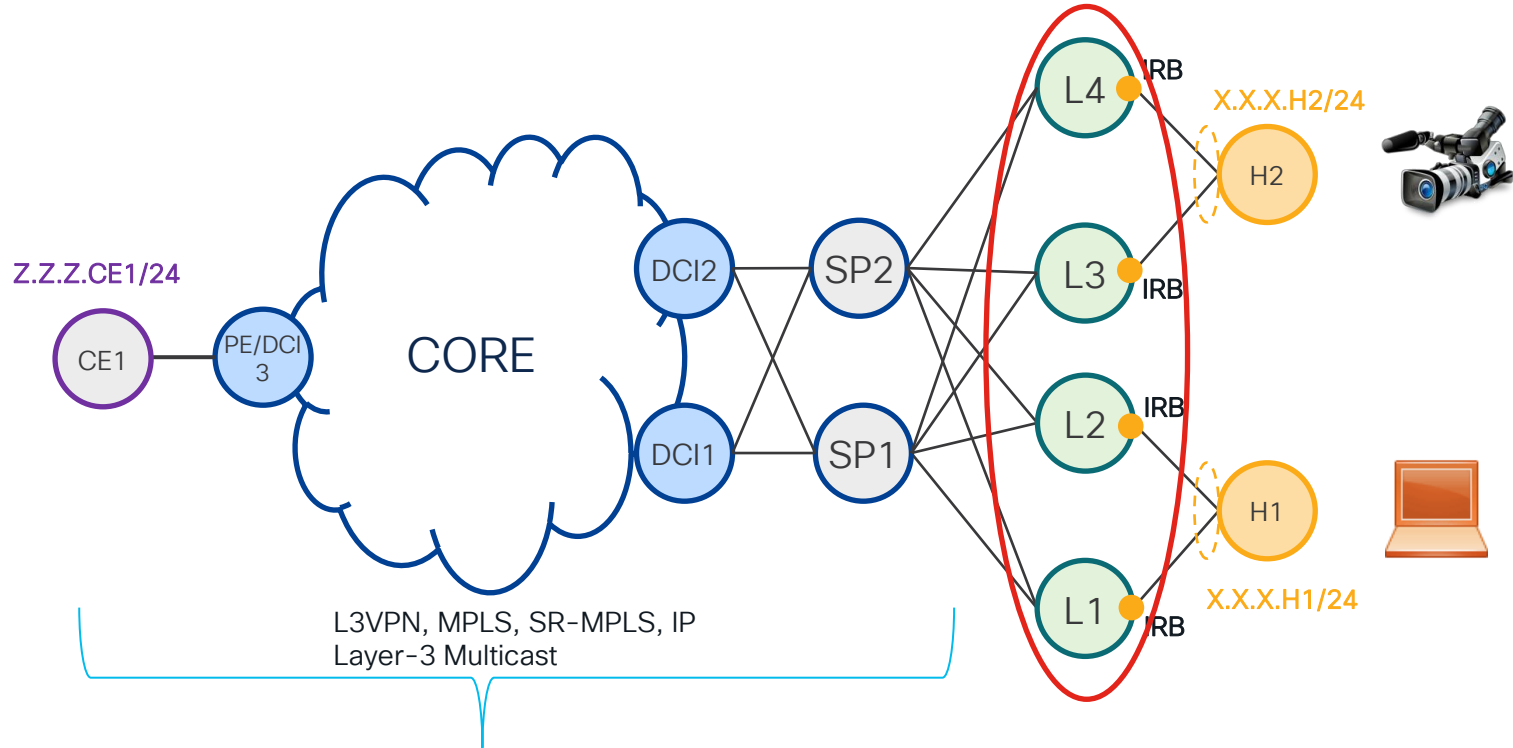 L4
IRB
X.X.X.H2/24
H2
Z.Z.Z.CE1/24
DCI2
SP2
L3
IRB
CE1
PE/DCI
3
CORE
L2
IRB
DCI1
SP1
H1
L3VPN, MPLS, SR-MPLS, IP
Layer-3 Multicast
L1
IRB
X.X.X.H1/24